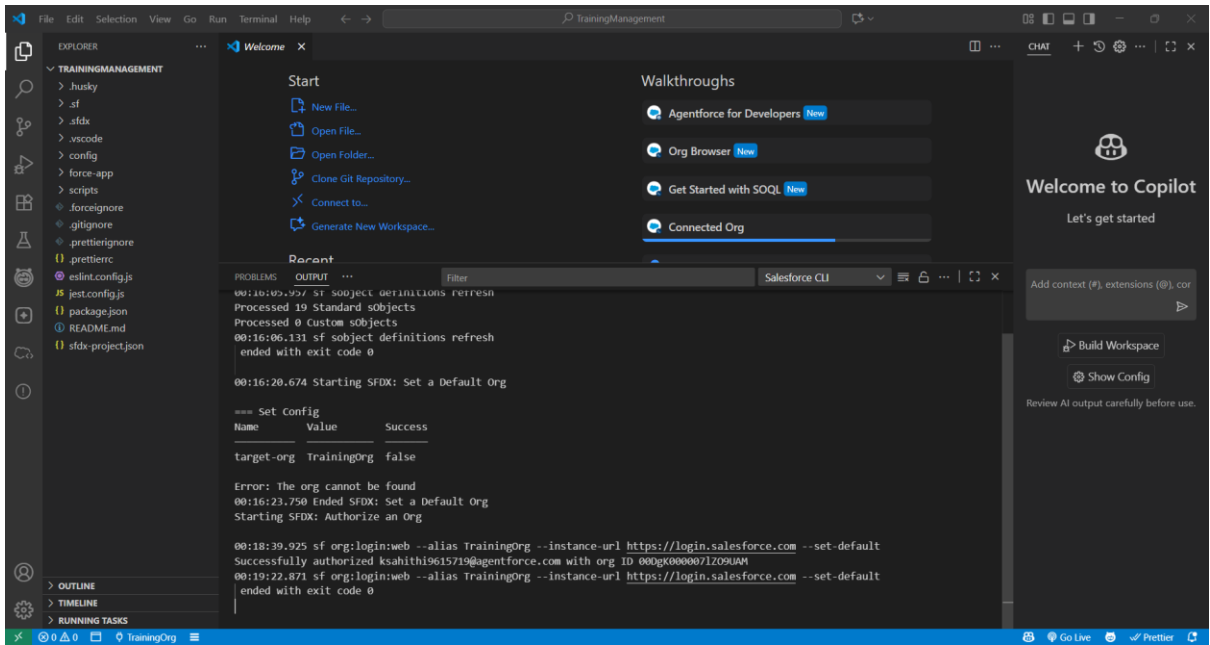 File Edit Selection View Go Run Terminal Help
TrainingManagement
EXPLORER
TRAININGMANAGEMENT
.husky
.sf
.sfdx
.vscode
config
force-app
scripts
.forceignore
.gitignore
.prettierignore
.prettierrc
eslint.config.js
JS jest.config.js
package.json
README.md
sfdx-project.json
OUTLINE
TIMELINE
RUNNING TASKS
Welcome
Start
New File...
Open File...
Open Folder...
Clone Git Repository...
Connect to...
Generate New Workspace...
Recent
Walkthroughs
Agentforce for Developers New
Org Browser New
Get Started with SOQL New
Connected Org
PROBLEMS OUTPUT ... Filter Salesforce CLI
00:16:05.957 sf sobject definitions refresh
Processed 19 Standard sObjects
Processed 0 Custom sObjects
00:16:06.131 sf sobject definitions refresh
ended with exit code 0
00:16:20.674 Starting SFDX: Set a Default Org
=== Set Config
Name Value Success
target-org TrainingOrg false
Error: The org cannot be found
00:16:23.750 Ended SFDX: Set a Default Org
Starting SFDX: Authorize an Org
00:18:39.925 sf org:login:web --alias TrainingOrg --instance-url https://login.salesforce.com --set-default
Successfully authorized ksahithi9615719@agentforce.com with org ID 00DgK000007lZO9UAM
00:19:22.871 sf org:login:web --alias TrainingOrg --instance-url https://login.salesforce.com --set-default
ended with exit code 0
CHAT
Welcome to Copilot
Let's get started
Add context (#), extensions (@), cor
Build Workspace
Show Config
Review AI output carefully before use.
0 0 TrainingOrg
Go Live Prettier